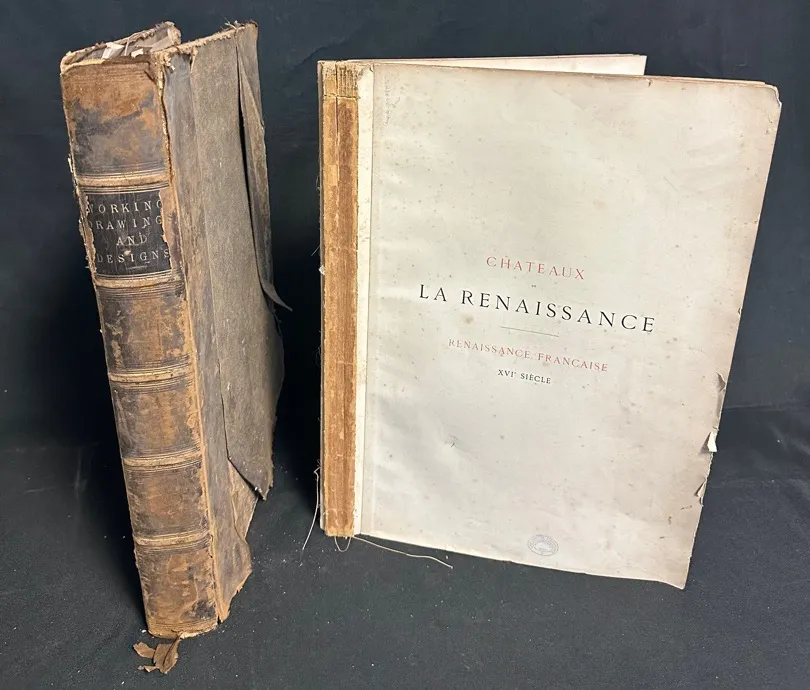 WORKING
DRAWINGS
AND
DESIGNS
CHATEAUX
LA RENAISSANCE
RENAISSANCE FRANÇAISE
XVIᵉ SIÈCLE